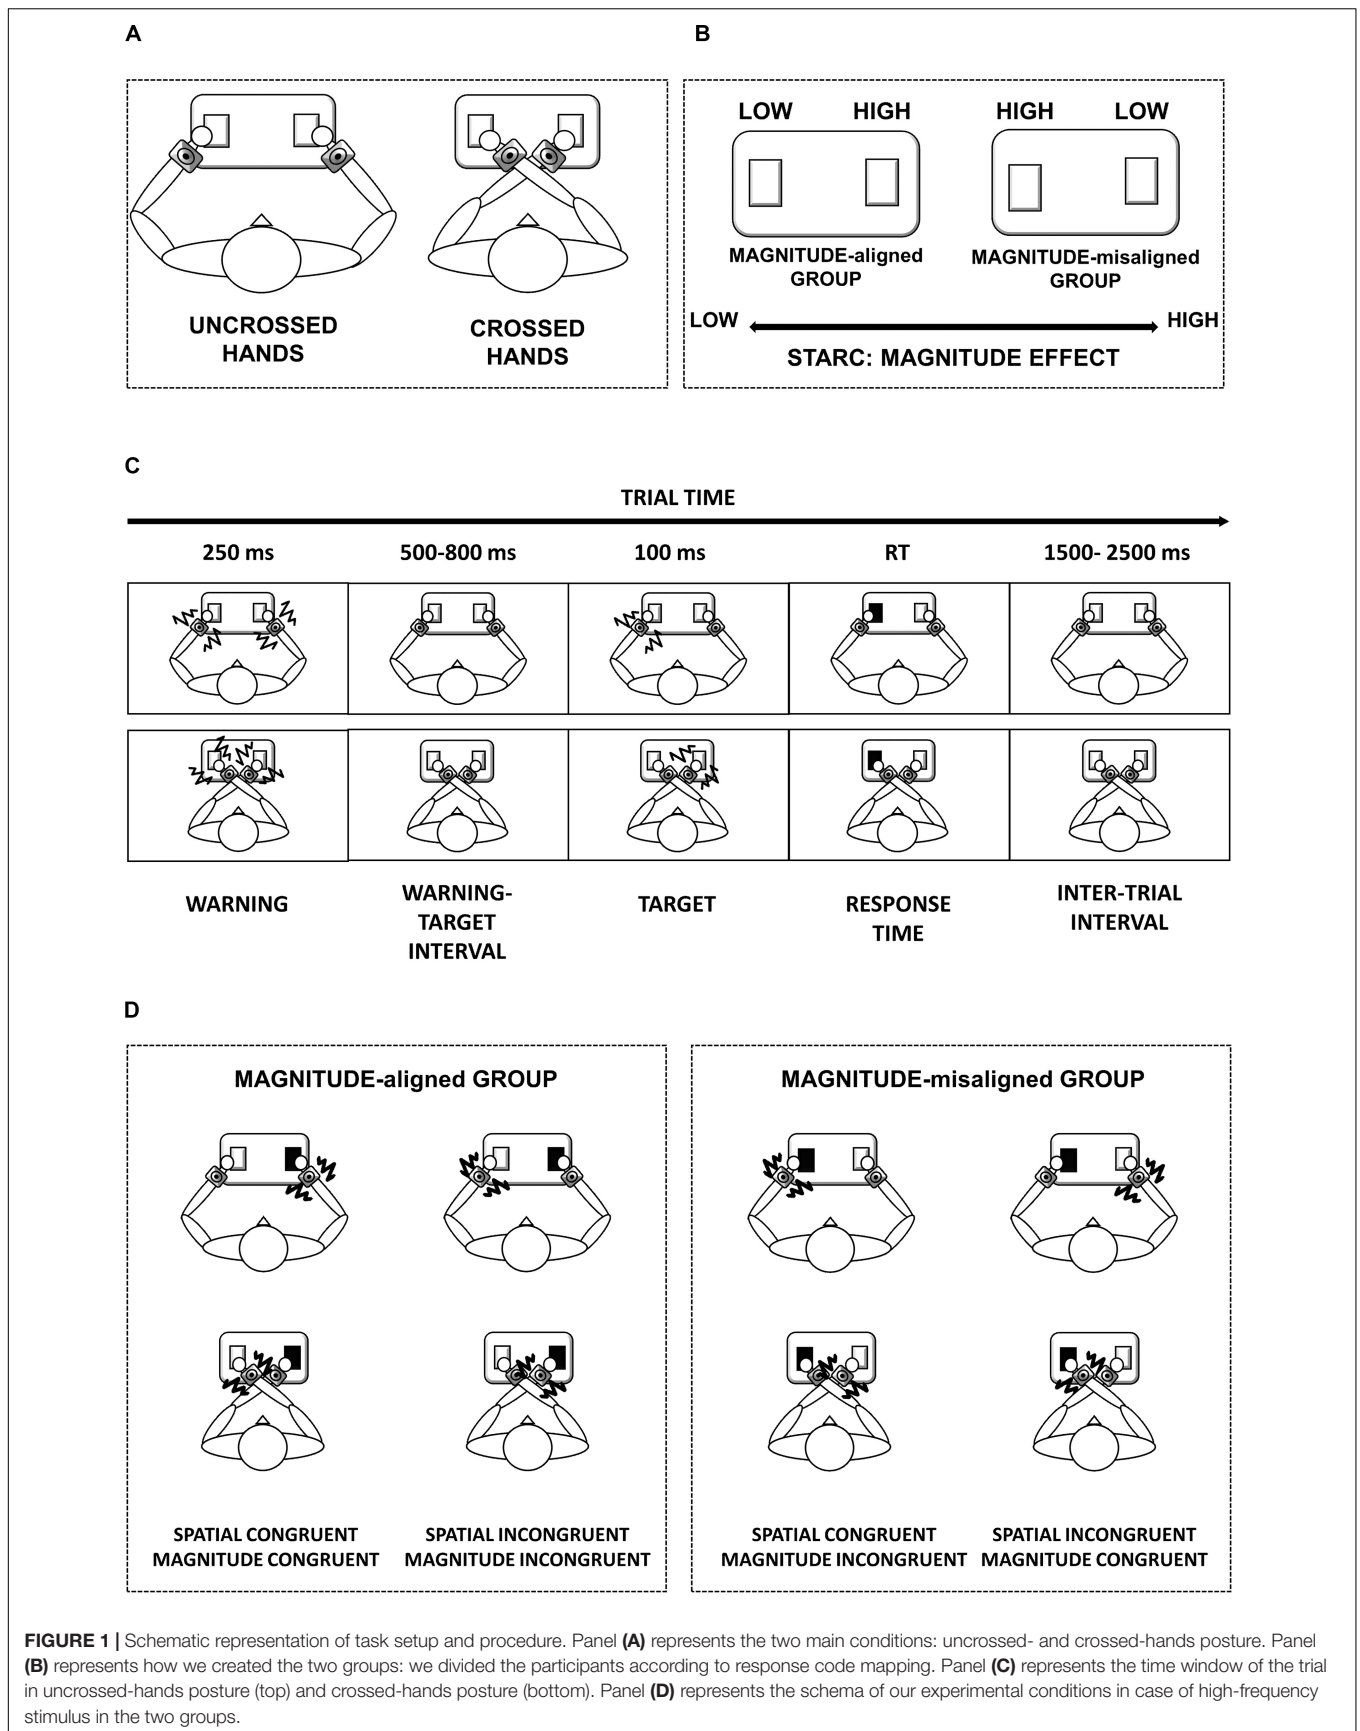 A
B
UNCROSSED
HANDS
CROSSED
HANDS
LOW
HIGH
HIGH
LOW
MAGNITUDE-aligned
GROUP
MAGNITUDE-misaligned
GROUP
LOW
HIGH
STARC: MAGNITUDE EFFECT
C
TRIAL TIME
250 ms
500-800 ms
100 ms
RT
1500- 2500 ms
WARNING
WARNING-
TARGET
INTERVAL
TARGET
RESPONSE
TIME
INTER-TRIAL
INTERVAL
D
MAGNITUDE-aligned GROUP
SPATIAL CONGRUENT
MAGNITUDE CONGRUENT
SPATIAL INCONGRUENT
MAGNITUDE INCONGRUENT
MAGNITUDE-misaligned GROUP
SPATIAL CONGRUENT
MAGNITUDE INCONGRUENT
SPATIAL INCONGRUENT
MAGNITUDE CONGRUENT
FIGURE 1 | Schematic representation of task setup and procedure. Panel (A) represents the two main conditions: uncrossed- and crossed-hands posture. Panel
(B) represents how we created the two groups: we divided the participants according to response code mapping. Panel (C) represents the time window of the trial
in uncrossed-hands posture (top) and crossed-hands posture (bottom). Panel (D) represents the schema of our experimental conditions in case of high-frequency
stimulus in the two groups.